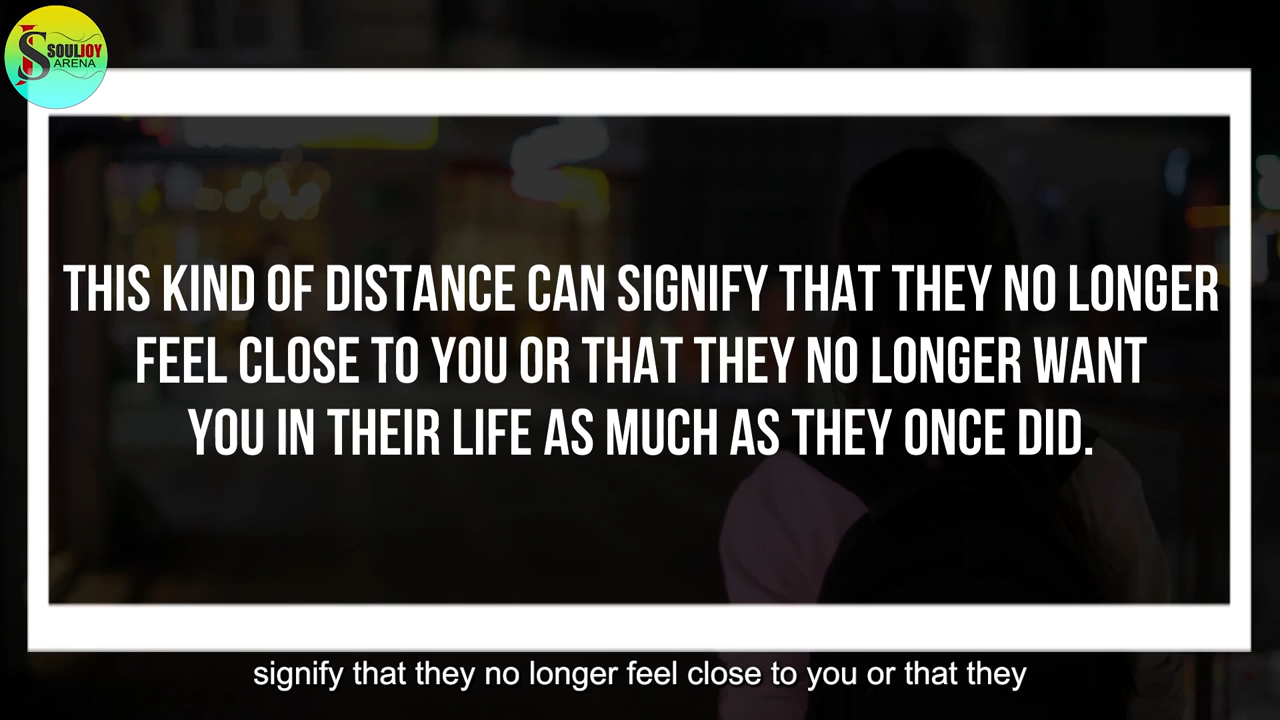 SOULJOY
ARENA
THIS KIND OF DISTANCE CAN SIGNIFY THAT THEY NO LONGER
FEEL CLOSE TO YOU OR THAT THEY NO LONGER WANT
YOU IN THEIR LIFE AS MUCH AS THEY ONCE DID.
signify that they no longer feel close to you or that they